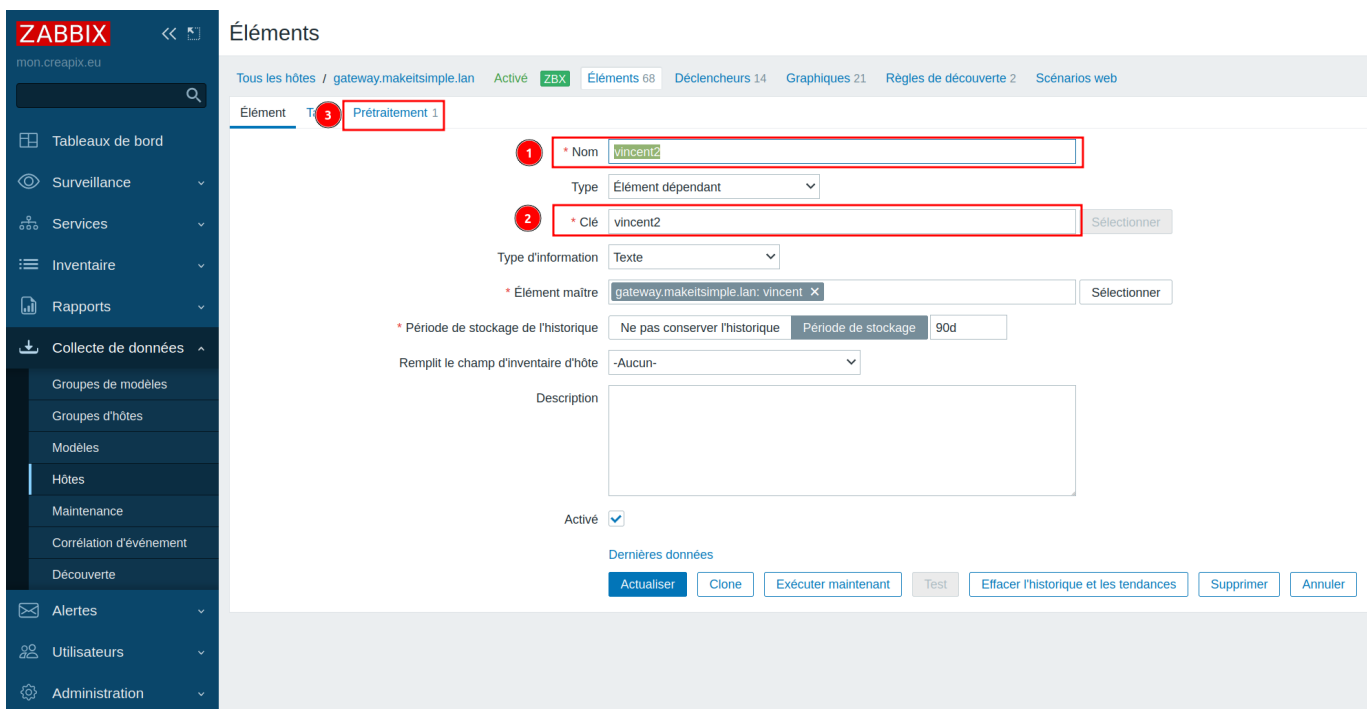 ZABBIX
mon.creapix.eu
Tableaux de bord
Surveillance
Services
Inventaire
Rapports
Collecte de données
Groupes de modèles
Groupes d'hôtes
Modèles
Hôtes
Maintenance
Corrélation d'événement
Découverte
Alertes
Utilisateurs
Administration
Éléments
Tous les hôtes / gateway.makeitsimple.lan Activé ZBX Éléments 68 Déclencheurs 14 Graphiques 21 Règles de découverte 2 Scénarios web
Élément 3 Prétraitement 1
1 * Nom vincent2
Type Élément dépendant
2 * Clé vincent2 Sélectionner
Type d'information Texte
* Élément maître gateway.makeitsimple.lan: vincent Sélectionner
* Période de stockage de l'historique Ne pas conserver l'historique Période de stockage 90d
Remplit le champ d'inventaire d'hôte -Aucun-
Description
Activé
Dernières données
Actualiser Clone Exécuter maintenant Test Effacer l'historique et les tendances Supprimer Annuler